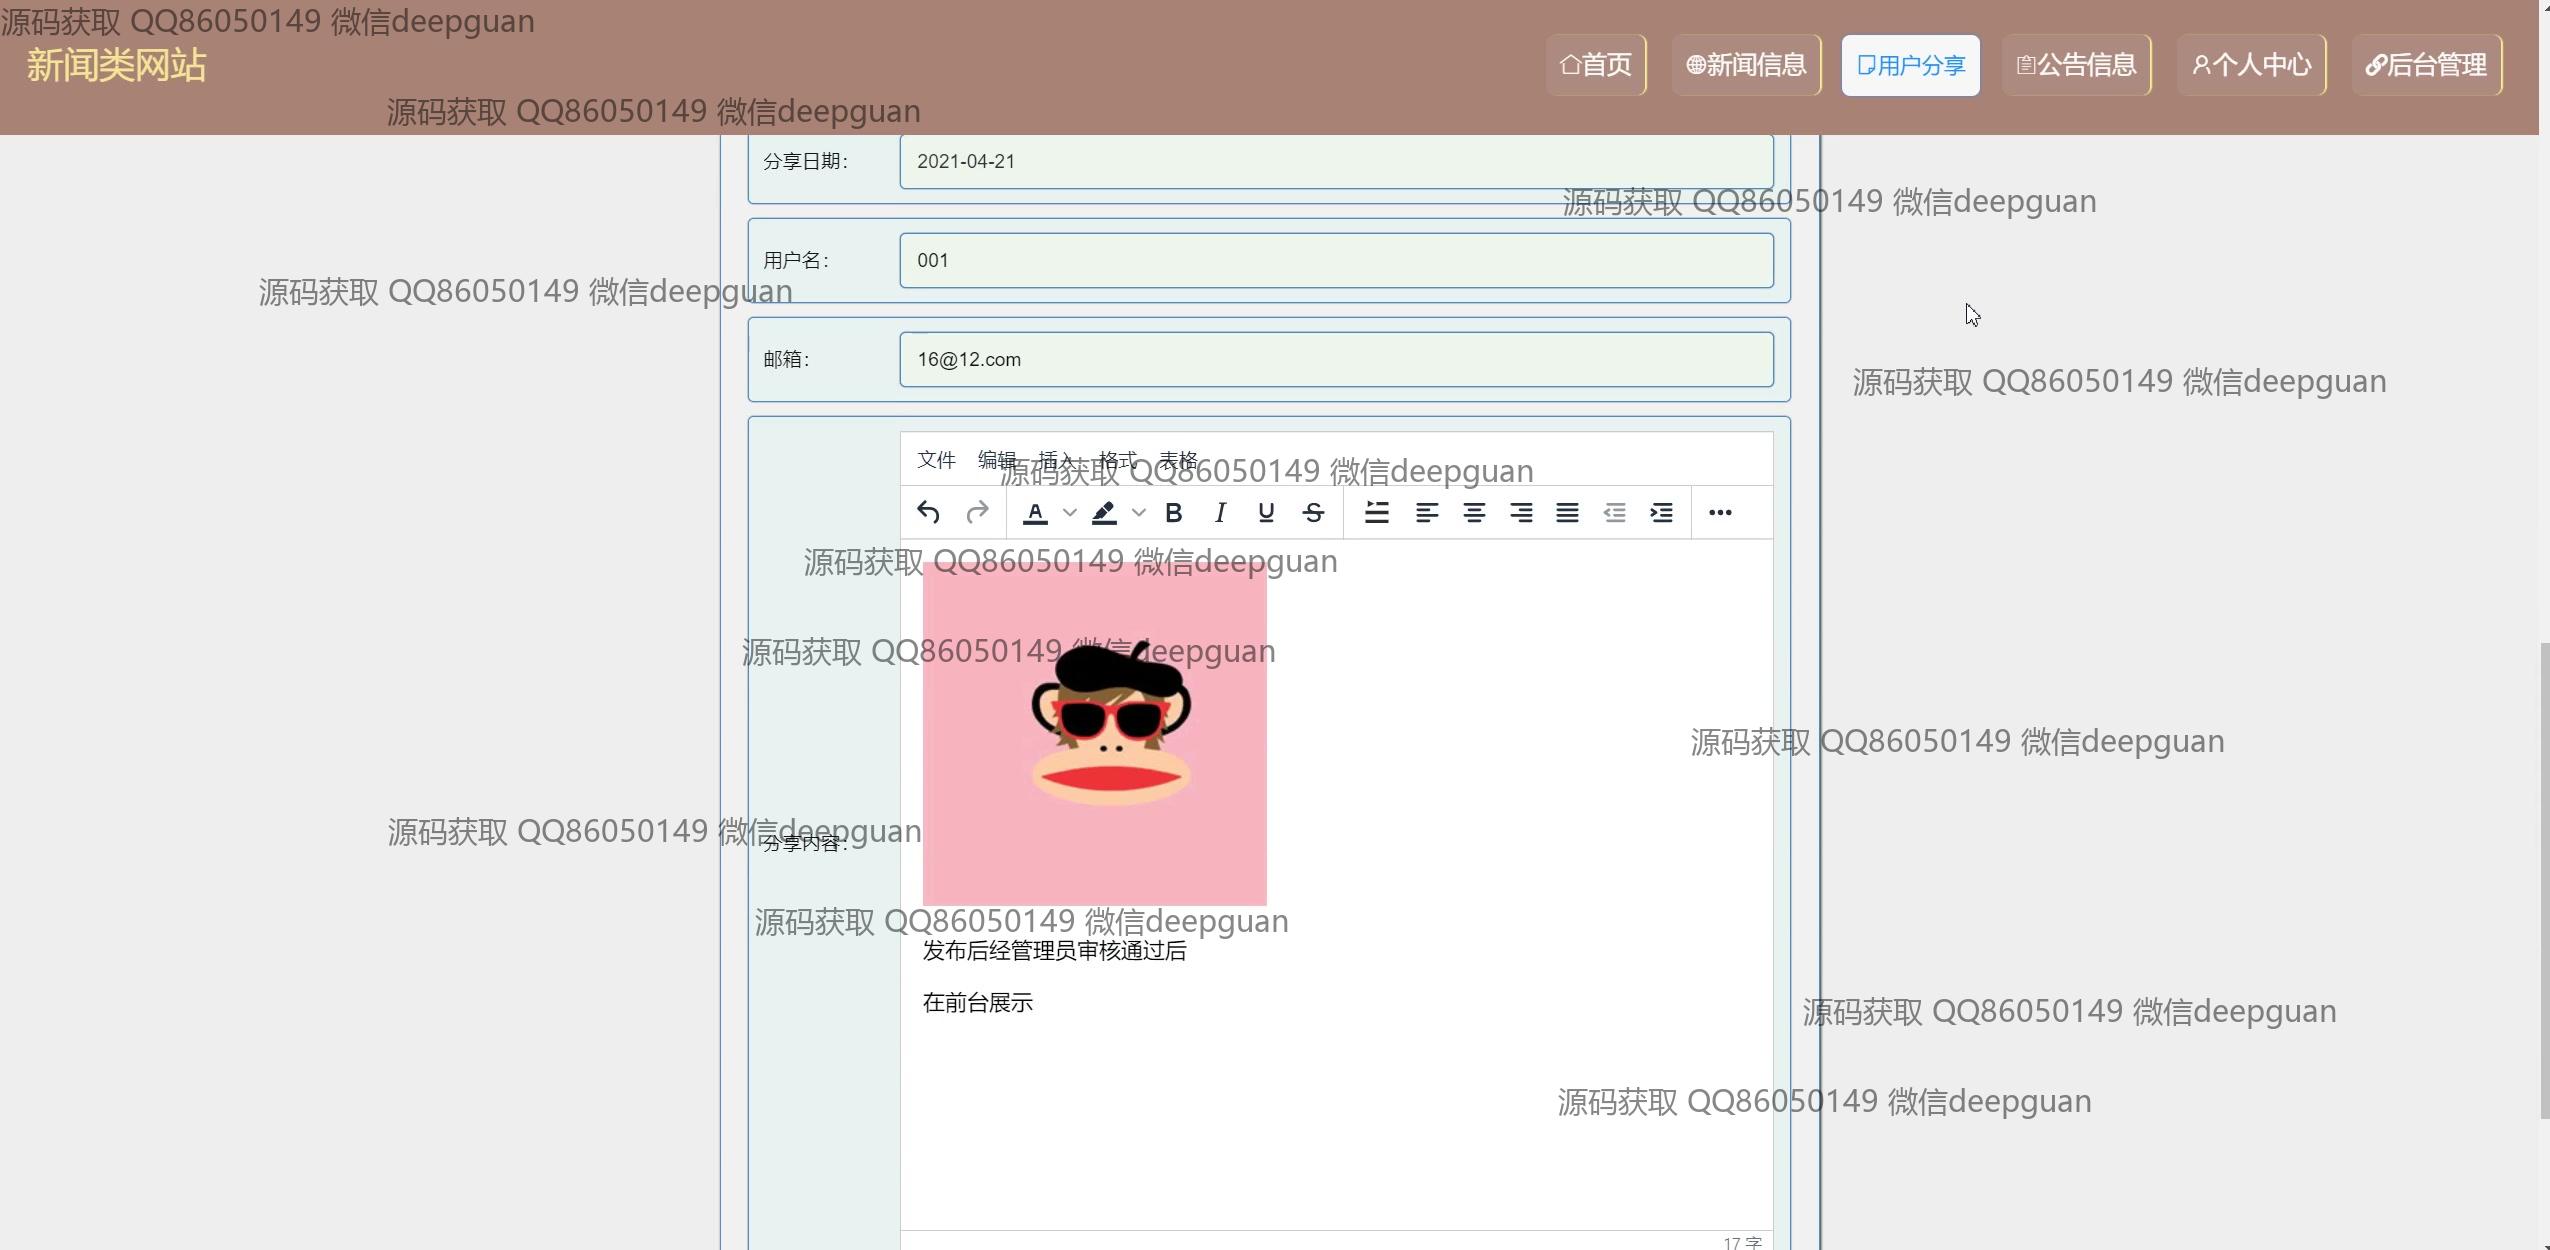 源码获取 QQ86050149 微信deepguan
新闻类网站
首页
新闻信息
用户分享
公告信息
个人中心
后台管理
源码获取 QQ86050149 微信deepguan
分享日期：
2021-04-21
源码获取 QQ86050149 微信deepguan
用户名：
001
源码获取 QQ86050149 微信deepguan
邮箱：
16@12.com
源码获取 QQ86050149 微信deepguan
文件 编辑 插入 格式 表格
源码获取 QQ86050149 微信deepguan
源码获取 QQ86050149 微信deepguan
源码获取 QQ86050149 微信deepguan
源码获取 QQ86050149 微信deepguan
源码获取 QQ86050149 微信deepguan
分享内容：
源码获取 QQ86050149 微信deepguan
发布后经管理员审核通过后
在前台展示
源码获取 QQ86050149 微信deepguan
源码获取 QQ86050149 微信deepguan
17 字